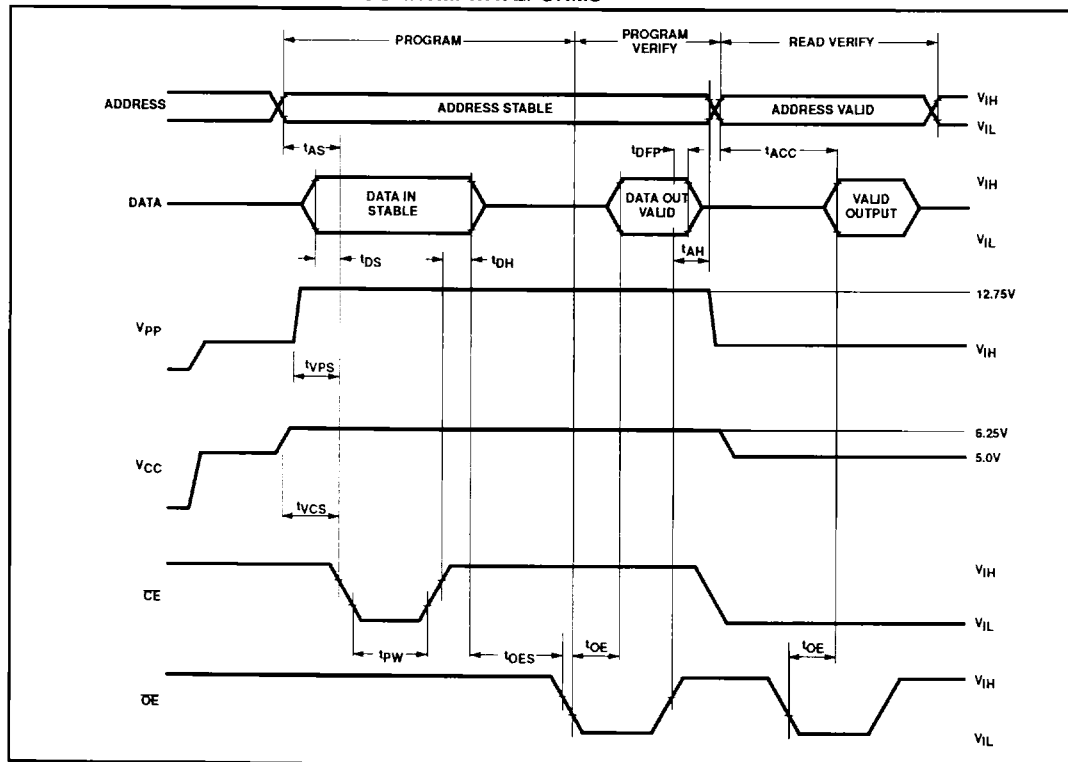 PROGRAM
PROGRAM
VERIFY
READ VERIFY
ADDRESS
ADDRESS STABLE
ADDRESS VALID
VIH
VIL
tAS
tDFP
tACC
DATA
DATA IN
STABLE
DATA OUT
VALID
VALID
OUTPUT
VIH
VIL
tDS
tDH
tAH
VPP
12.75V
VIH
tVPS
VCC
6.25V
5.0V
tVCS
CE
VIH
VIL
tPW
tOES
tOE
tOE
OE
VIH
VIL